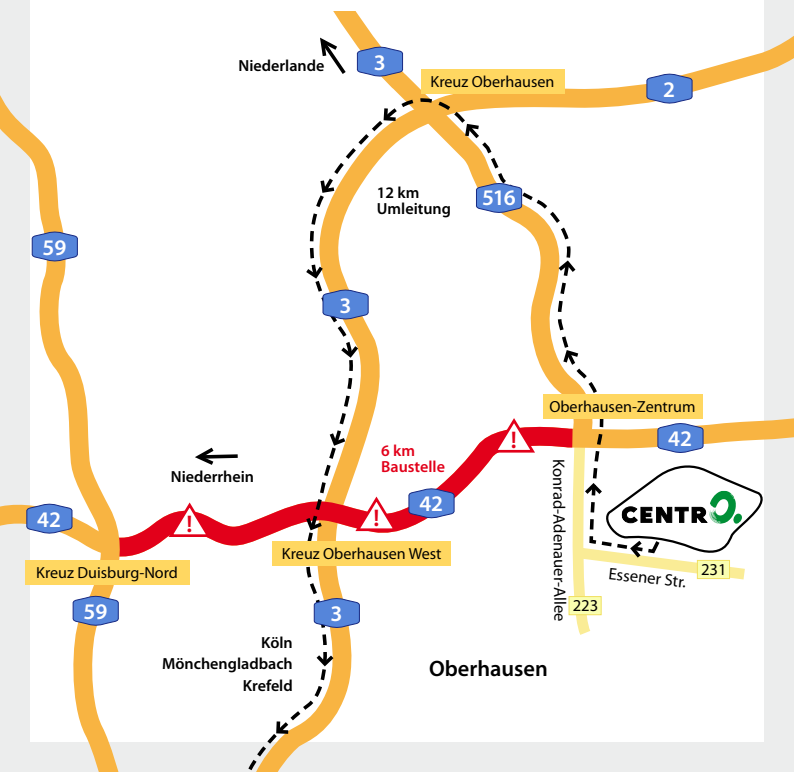 3
Niederlande
Kreuz Oberhausen
2
12 km
Umleitung
516
59
3
Oberhausen-Zentrum
42
6 km
Baustelle
Niederrhein
!
42
!
42
!
CENTRO.
Konrad-Adenauer-Allee
Kreuz Oberhausen West
Kreuz Duisburg-Nord
231
Essener Str.
223
59
3
Köln
Mönchengladbach
Krefeld
Oberhausen